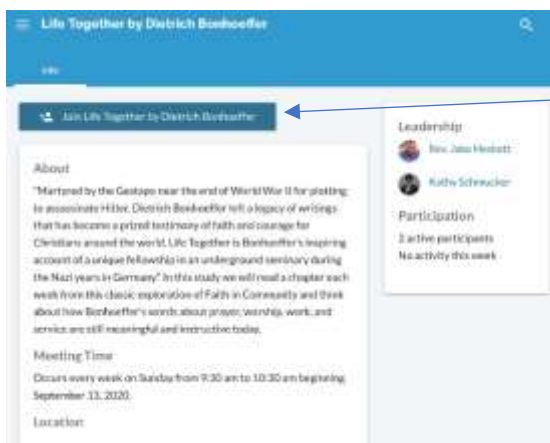 Life Together by Dietrich Bonhoeffer
Info
Join Life Together by Dietrich Bonhoeffer
About
"Martyred by the Gestapo near the end of World War II for plotting
to assassinate Hitler, Dietrich Bonhoeffer left a legacy of writings
that has become a prized testimony of faith and courage for
Christians around the world. Life Together is Bonhoeffer's inspiring
account of a unique fellowship in an underground seminary during
the Nazi years in Germany" In this study we will read a chapter each
week from this classic exploration of Faith in Community and think
about how Bonhoeffer's words about prayer, worship, work, and
service are still meaningful and instructive today.
Meeting Time
Occurs every week on Sunday from 9:30 am to 10:30 am beginning
September 13, 2020.
Location
Leadership
Rev. Jake
Kathy Schmucker
Participation
2 active participants
No activity this week